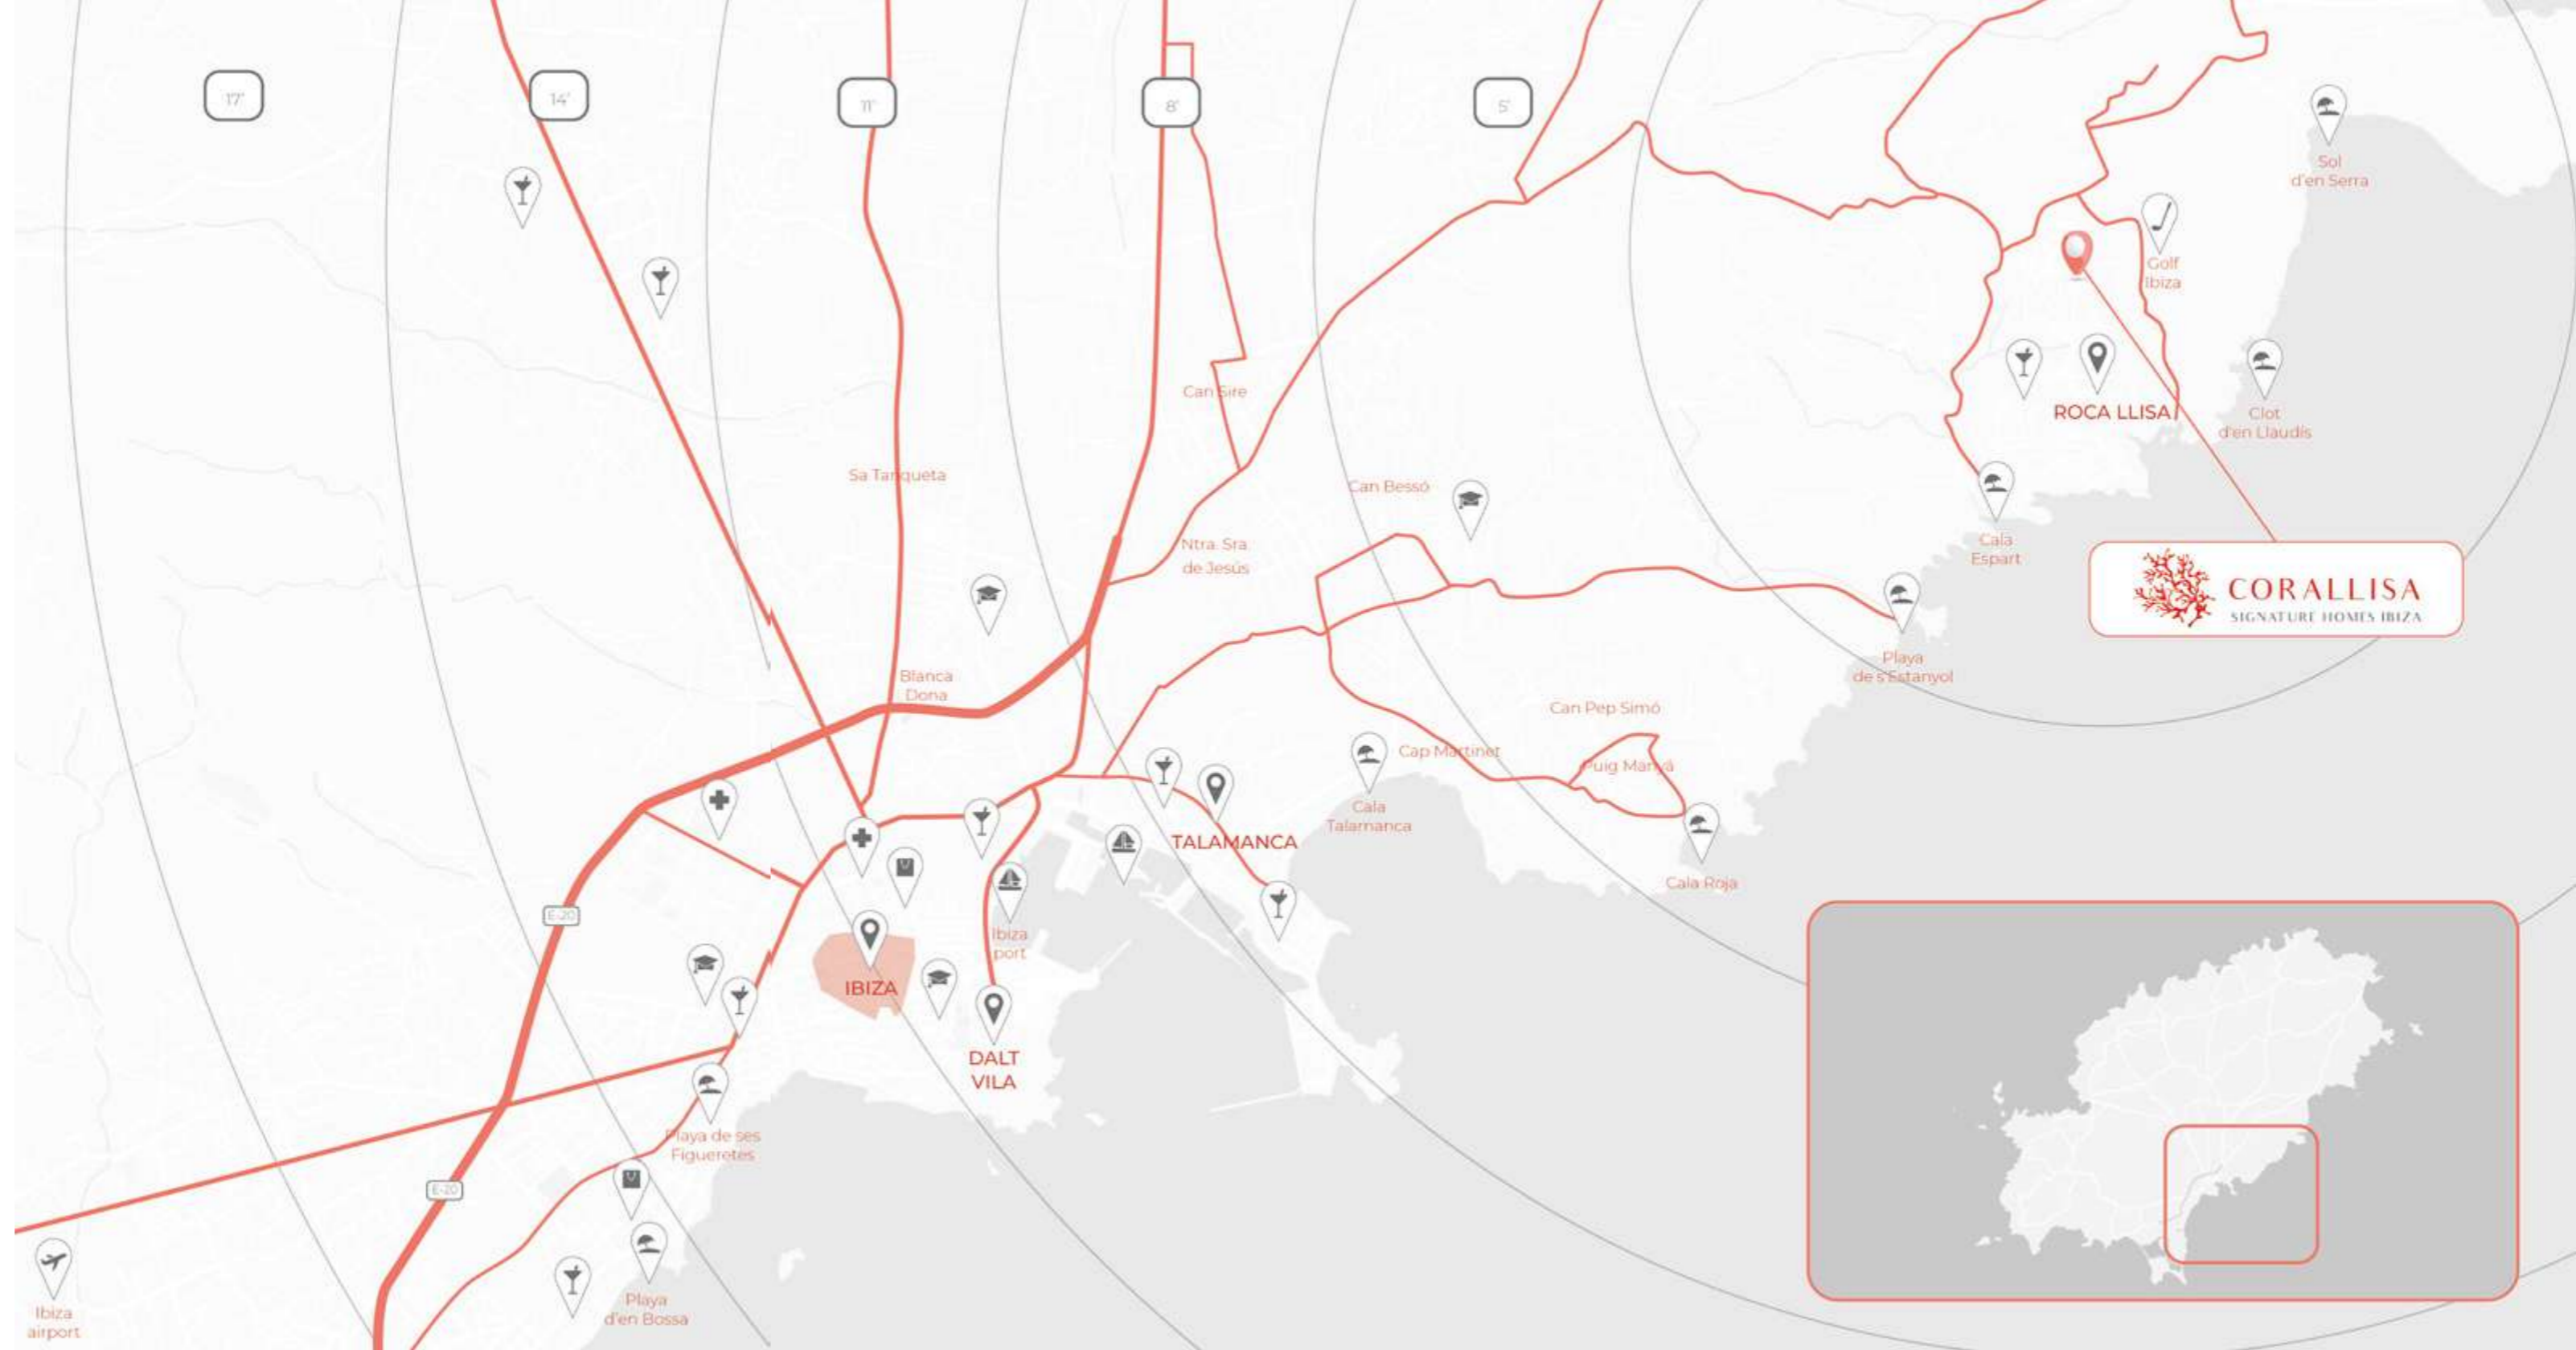 17'
14'
11'
8'
5'
Sol
d'en Serra
Golf
Ibiza
Can Sire
ROCA LLISA
Clot
d'en Llaudís
Sa Tanqueta
Can Bessó
Ntra. Sra.
de Jesús
Cala
Espart
CORALLISA
SIGNATURE HOMES IBIZA
Blanca
Dona
Playa
de s'Estanyol
Can Pep Simó
Cap Martinet
Puig Manyà
Cala
Talamanca
TALAMANCA
Cala Roja
E-20
Ibiza
port
IBIZA
DALT
VILA
Playa de ses
Figueretes
E-20
Ibiza
airport
Playa
d'en Bossa